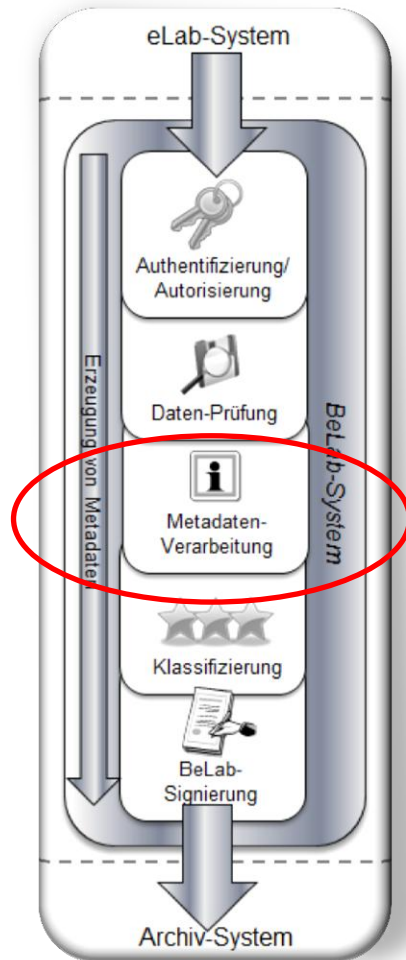 eLab-System
Authentifizierung/
Autorisierung
Daten-Prüfung
Erzeugung von Metadaten
BeLab-System
i
Metadaten-
Verarbeitung
Klassifizierung
BeLab-
Signierung
Archiv-System